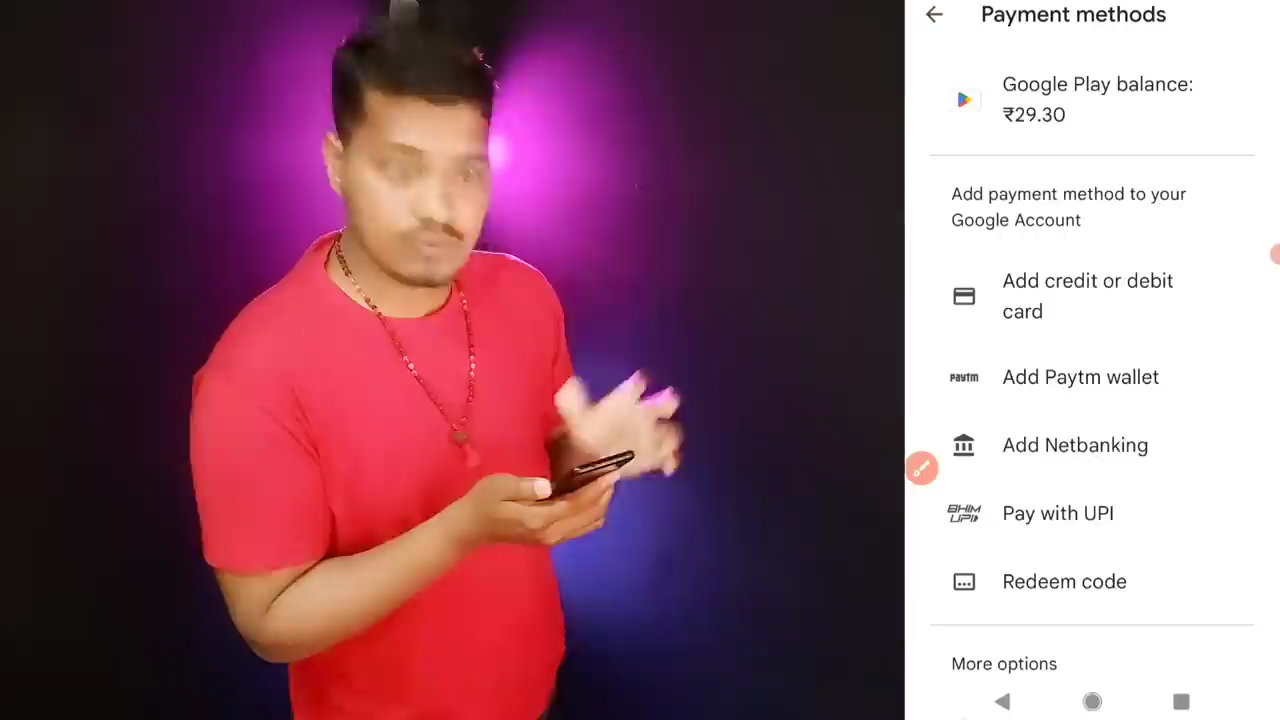 Payment methods
Google Play balance:
₹29.30
Add payment method to your
Google Account
Add credit or debit
card
paytm
Add Paytm wallet
Add Netbanking
BHIM
UPI
Pay with UPI
Redeem code
More options